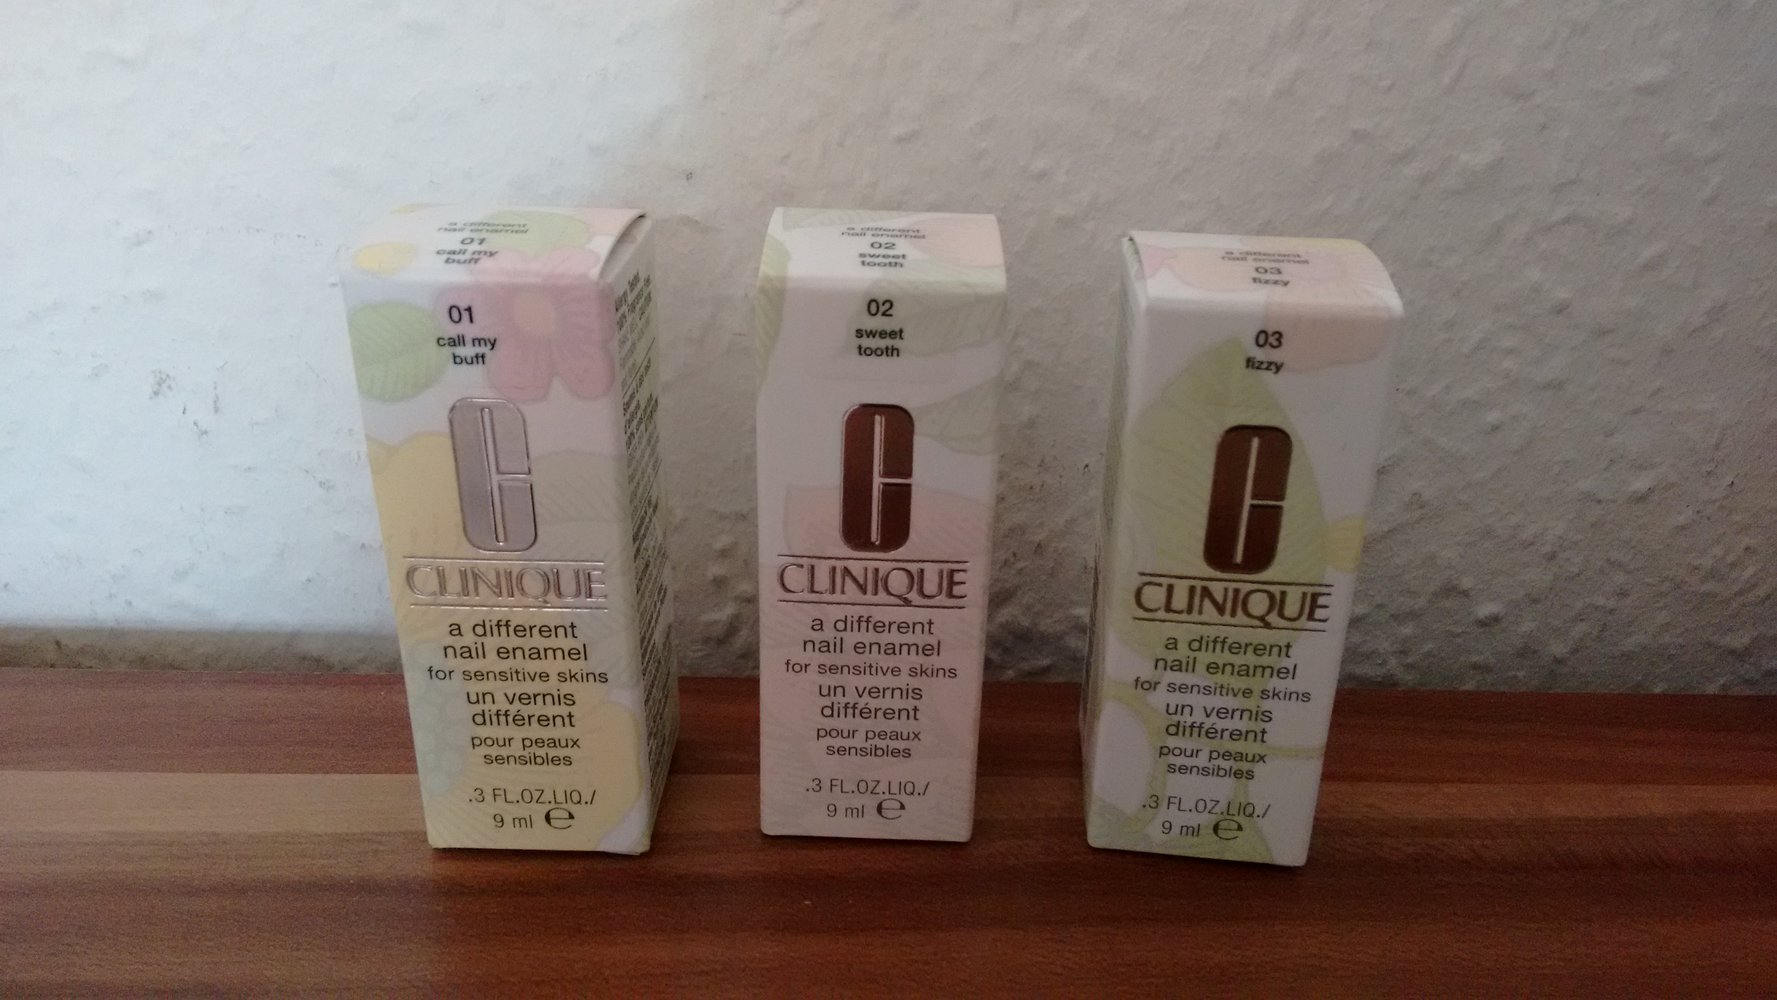 a different
nail enamel
01
call my
buff
01
call my
buff
CLINIQUE
a different
nail enamel
for sensitive skins
un vernis
différent
pour peaux
sensibles
.3 FL.OZ.LIQ./
9 ml e
a different
nail enamel
02
sweet
tooth
02
sweet
tooth
CLINIQUE
a different
nail enamel
for sensitive skins
un vernis
différent
pour peaux
sensibles
.3 FL.OZ.LIQ./
9 ml e
a different
nail enamel
03
fizzy
03
fizzy
CLINIQUE
a different
nail enamel
for sensitive skins
un vernis
différent
pour peaux
sensibles
.3 FL.OZ.LIQ./
9 ml e